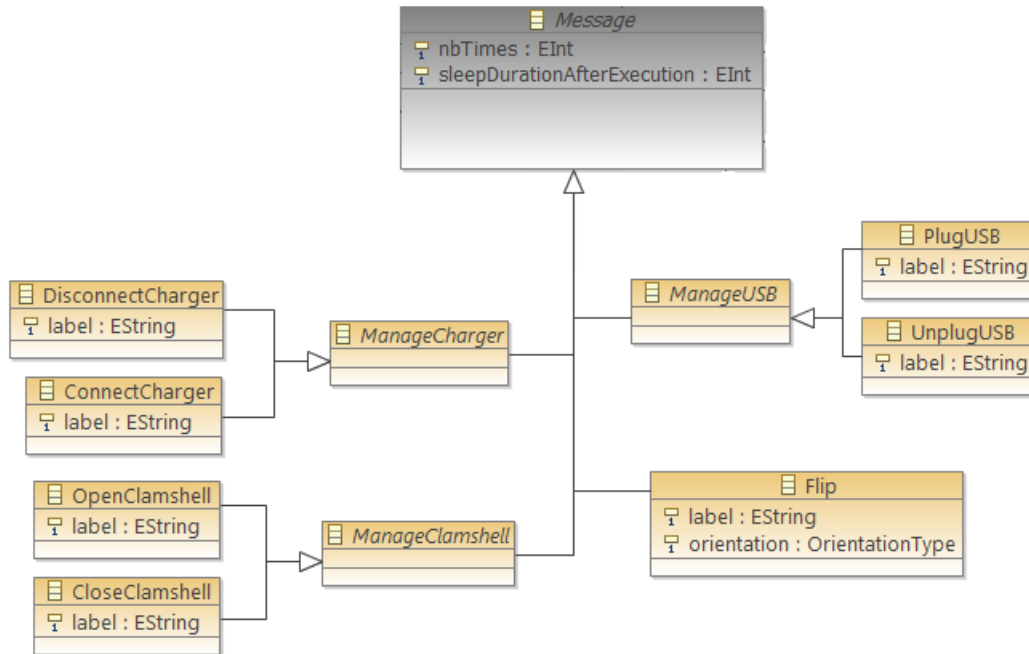 Message
nbTimes : EInt
sleepDurationAfterExecution : EInt
PlugUSB
label : EString
ManageUSB
UnplugUSB
label : EString
DisconnectCharger
label : EString
ManageCharger
ConnectCharger
label : EString
OpenClamshell
label : EString
ManageClamshell
CloseClamshell
label : EString
Flip
label : EString
orientation : OrientationType